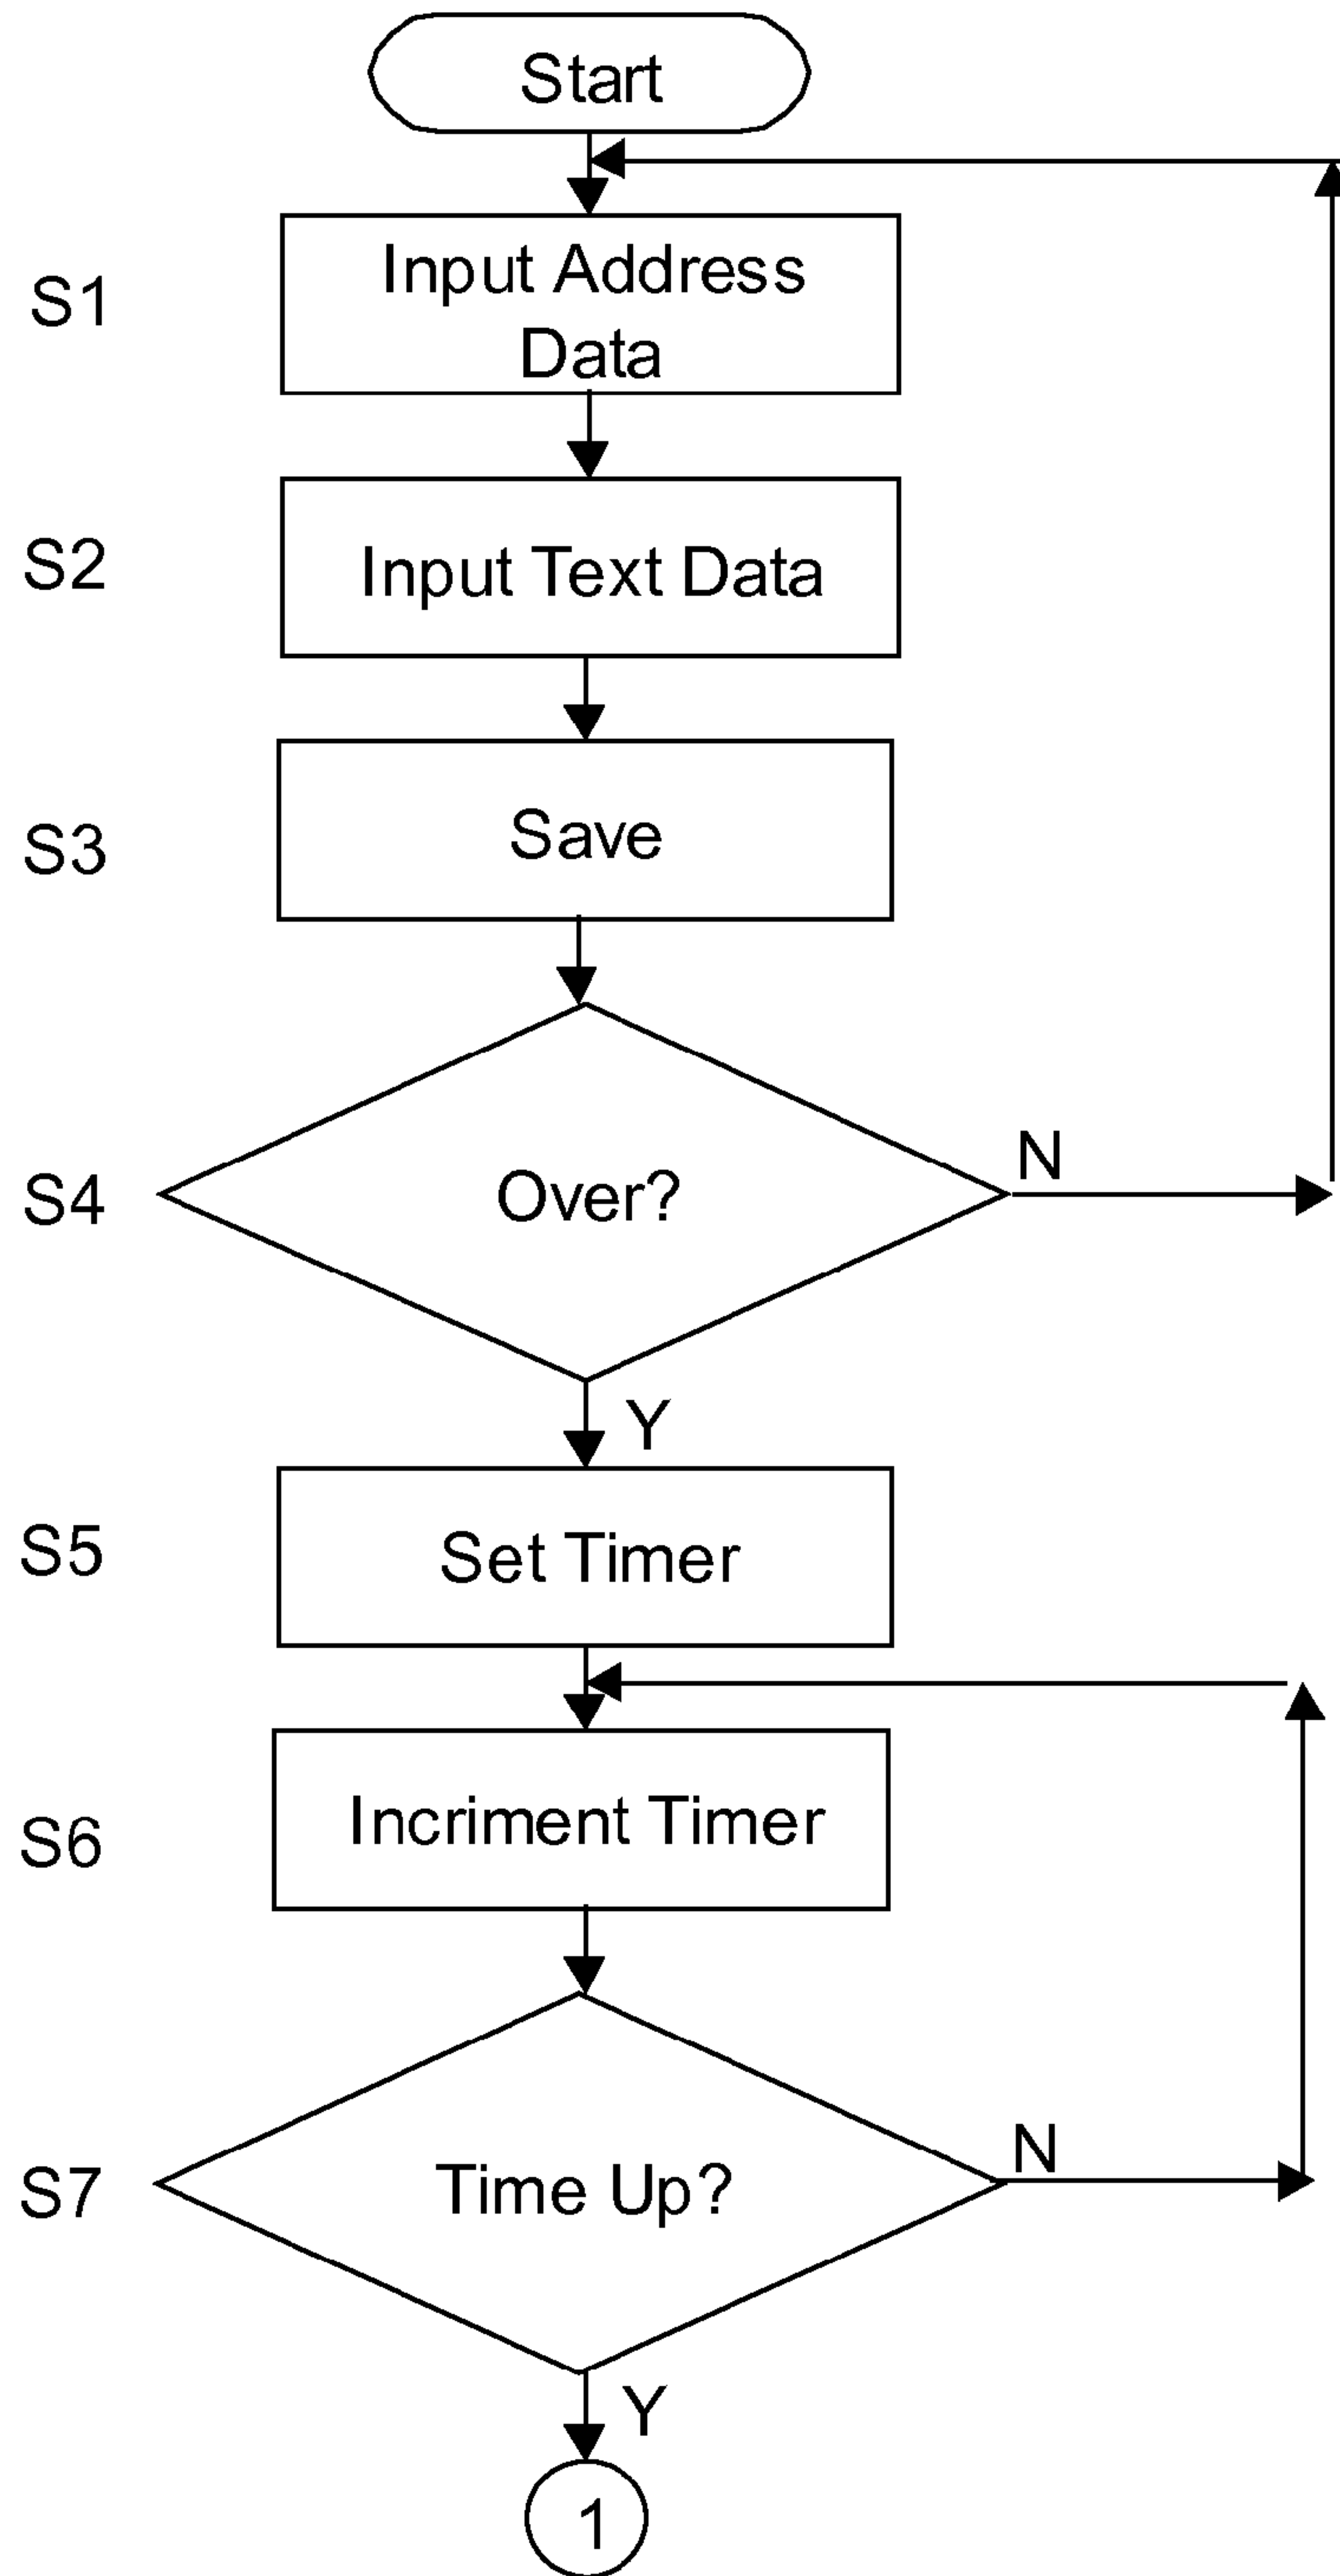 Start
S1
Input Address
Data
S2
Input Text Data
S3
Save
S4
Over?
N
Y
S5
Set Timer
S6
Incriment Timer
S7
Time Up?
N
Y
1